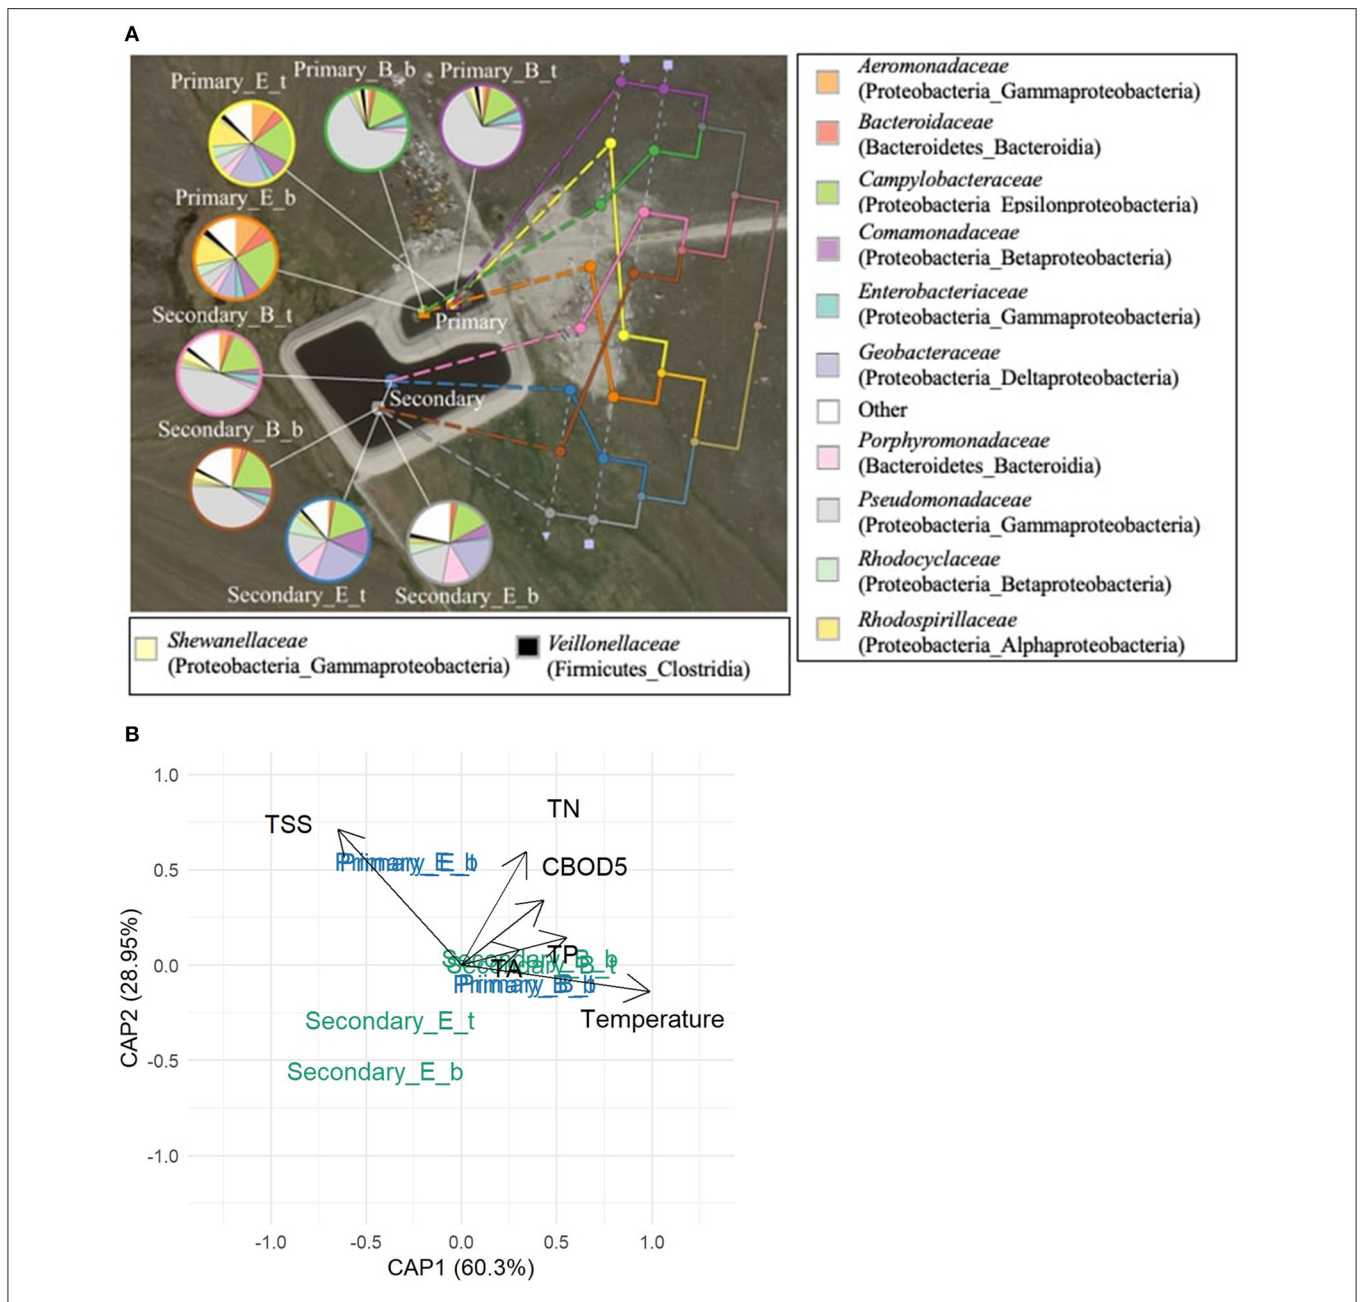 A
Primary_E_t
Primary_B_b
Primary_B_t
Primary_E_b
Secondary_B_t
Secondary_B_b
Secondary_E_t
Secondary_E_b
Primary
Secondary
Aeromonadaceae
(Proteobacteria_Gammaproteobacteria)
Bacteroidaceae
(Bacteroidetes_Bacteroidia)
Campylobacteraceae
(Proteobacteria_Epsilonproteobacteria)
Comamonadaceae
(Proteobacteria_Betaproteobacteria)
Enterobacteriaceae
(Proteobacteria_Gammaproteobacteria)
Geobacteraceae
(Proteobacteria_Deltaproteobacteria)
Other
Porphyromonadaceae
(Bacteroidetes_Bacteroidia)
Pseudomonadaceae
(Proteobacteria_Gammaproteobacteria)
Rhodocyclaceae
(Proteobacteria_Betaproteobacteria)
Rhodospirillaceae
(Proteobacteria_Alphaproteobacteria)
Shewanellaceae
(Proteobacteria_Gammaproteobacteria)
Veillonellaceae
(Firmicutes_Clostridia)
B
1.0
0.5
0.0
-0.5
-1.0
CAP2 (28.95%)
TSS
TN
CBOD5
TP
TA
Temperature
Secondary_E_t
Secondary_E_b
-1.0
-0.5
0.0
0.5
1.0
CAP1 (60.3%)